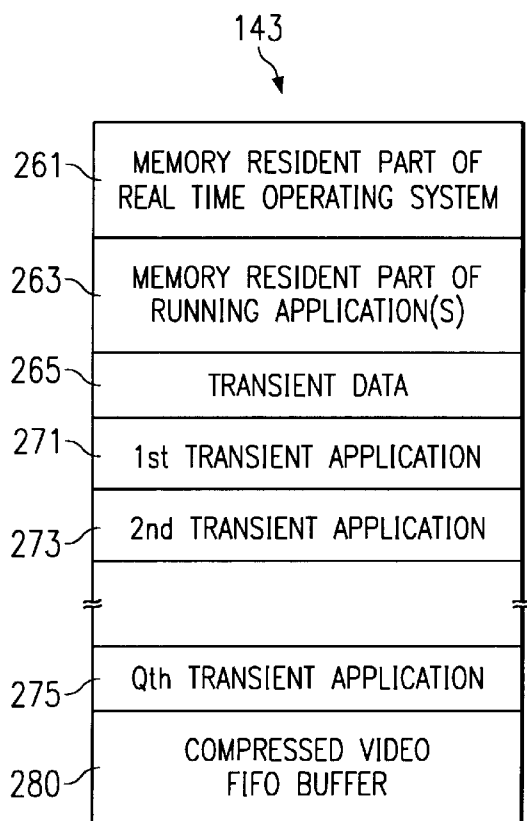 143
261
MEMORY RESIDENT PART OF
REAL TIME OPERATING SYSTEM
263
MEMORY RESIDENT PART OF
RUNNING APPLICATION(S)
265
TRANSIENT DATA
271
1st TRANSIENT APPLICATION
273
2nd TRANSIENT APPLICATION
275
Qth TRANSIENT APPLICATION
280
COMPRESSED VIDEO
FIFO BUFFER